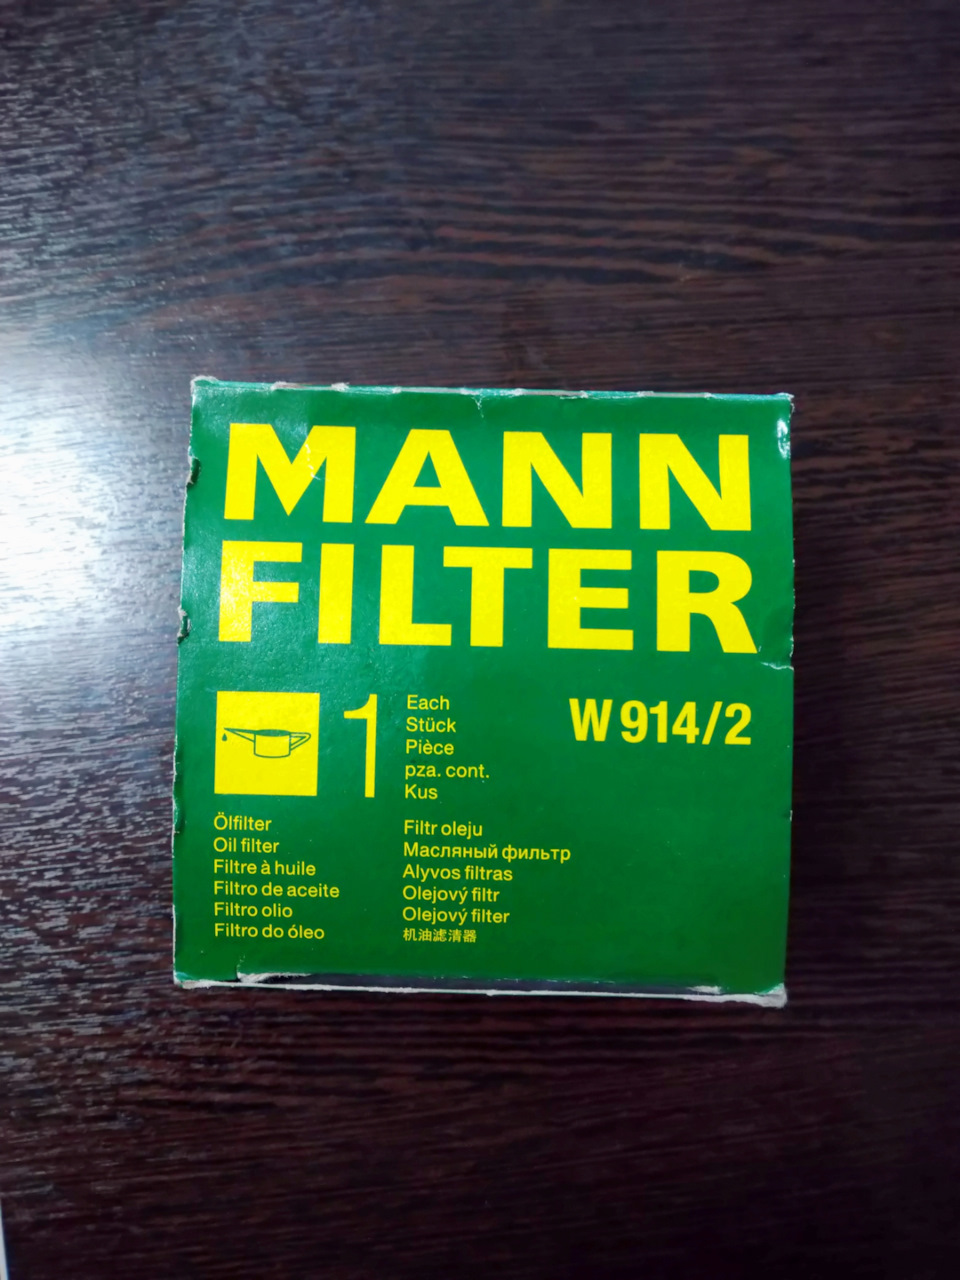 MANN
FILTER
1
Each
Stück
Pièce
pza. cont.
Kus
W 914/2
Ölfilter
Oil filter
Filtre à huile
Filtro de aceite
Filtro olio
Filtro do óleo
Filtr oleju
Масляный фильтр
Alyvos filtras
Olejový filtr
Olejový filter
机油滤清器